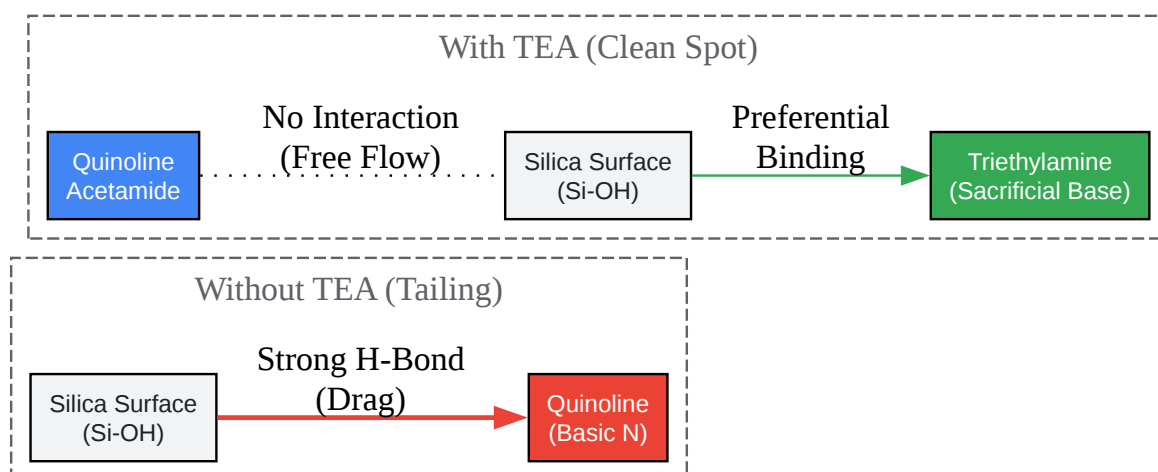 With TEA (Clean Spot)
Quinoline
Acetamide
No Interaction
(Free Flow)
Silica Surface
(Si-OH)
Preferential
Binding
Triethylamine
(Sacrificial Base)
Without TEA (Tailing)
Silica Surface
(Si-OH)
Strong H-Bond
(Drag)
Quinoline
(Basic N)